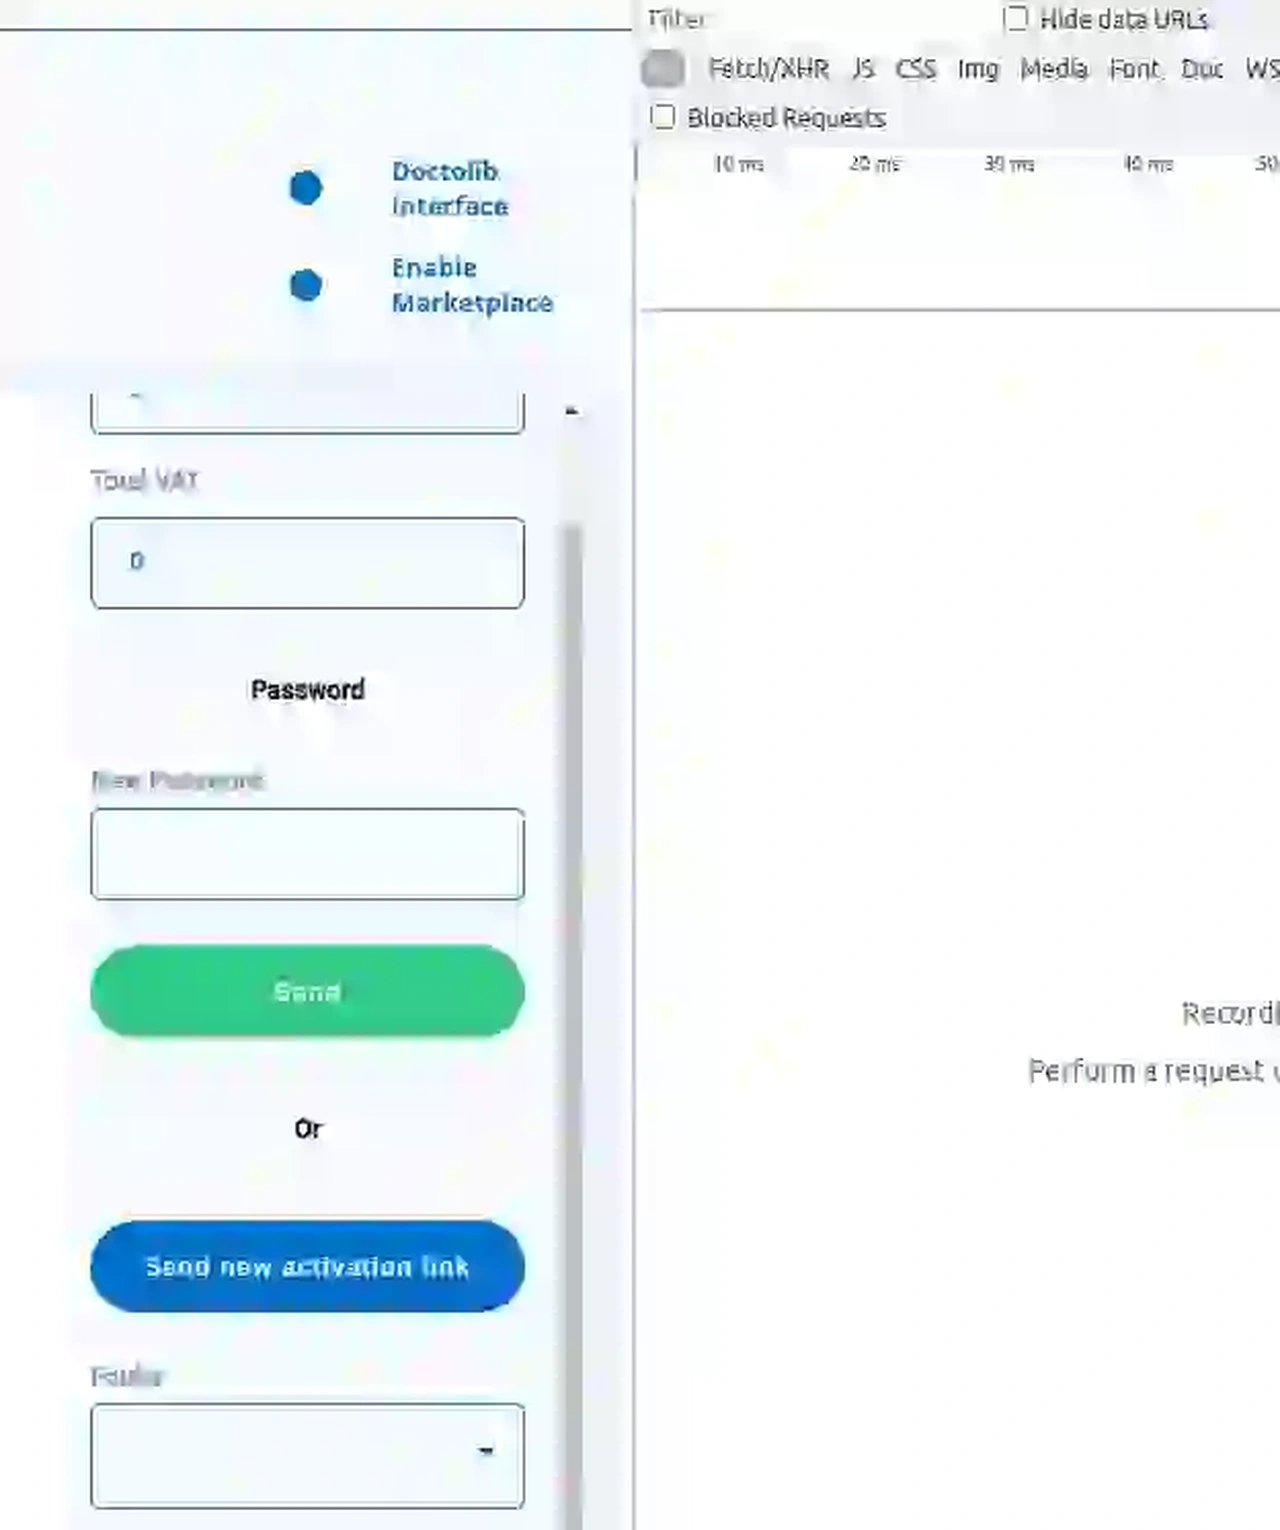 Doctolib
Interface
Enable
Marketplace
Total VAT
0
Password
New Password
Send
Or
Send new activation link
Filter
Hide data URLs
Fetch/XHR JS CSS Img Media Font Doc WS
Blocked Requests
10 ms 20 ms 30 ms 40 ms 50
Recordi
Perform a request